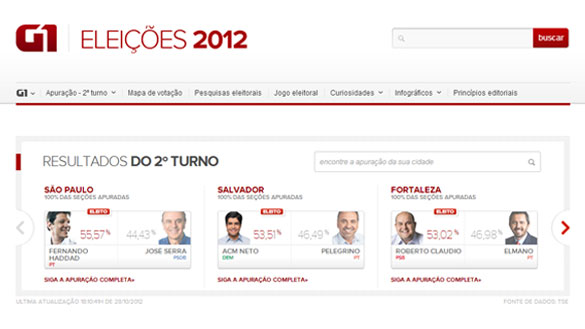 G1 ELEIÇÕES 2012
buscar
G1 Apuração - 2º turno Mapa de votação Pesquisas eleitorais Jogo eleitoral Curiosidades Infográficos Princípios editoriais
RESULTADOS DO 2º TURNO
encontre a apuração da sua cidade
SÃO PAULO
100% DAS SEÇÕES APURADAS
ELEITO
55,57%
44,43%
FERNANDO
HADDAD
PT
JOSÉ SERRA
PSDB
SIGA A APURAÇÃO COMPLETA+
SALVADOR
100% DAS SEÇÕES APURADAS
ELEITO
53,51%
46,49%
ACM NETO
DEM
PELEGRINO
PT
SIGA A APURAÇÃO COMPLETA+
FORTALEZA
100% DAS SEÇÕES APURADAS
ELEITO
53,02%
46,98%
ROBERTO CLAUDIO
PSB
ELMANO
PT
SIGA A APURAÇÃO COMPLETA+
ULTIMA ATUALIZAÇÃO DE 29/10/2012
FONTE DE DADOS: TSE